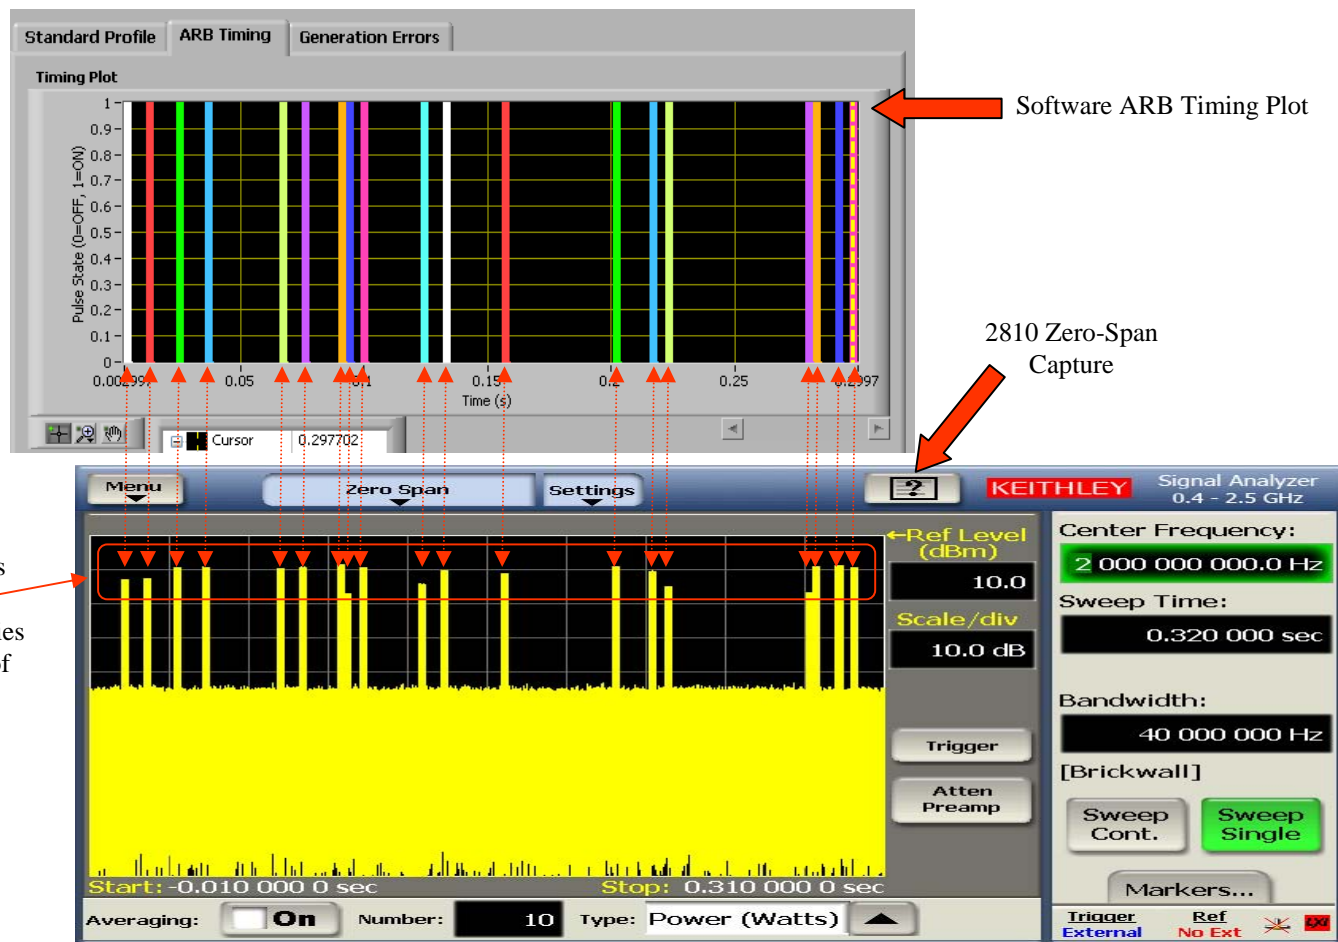 Standard Profile ARB Timing Generation Errors
Timing Plot
Software ARB Timing Plot
Pulse State (0=OFF, 1=ON)
1
0.9
0.8
0.7
0.6
0.5
0.4
0.3
0.2
0.1
0
0.05 0.15 0.2 0.25
Time (s)
Cursor 0.297702
2810 Zero-Span
Capture
Menu Zero Span Settings ? KEITHLEY Signal Analyzer
0.4 - 2.5 GHz
←Ref Level
(dBm)
10.0
Scale/div
10.0 dB
Trigger
Atten
Preamp
Center Frequency:
2 000 000 000.0 Hz
Sweep Time:
0.320 000 sec
Bandwidth:
40 000 000 Hz
[Brickwall]
Sweep
Cont.
Sweep
Single
Markers...
Start: -0.010 000 0 sec Stop: 0.310 000 0 sec
Averaging: On Number: 10 Type: Power (Watts)
Trigger
External
Ref
No Ext
LXI
s
es
of